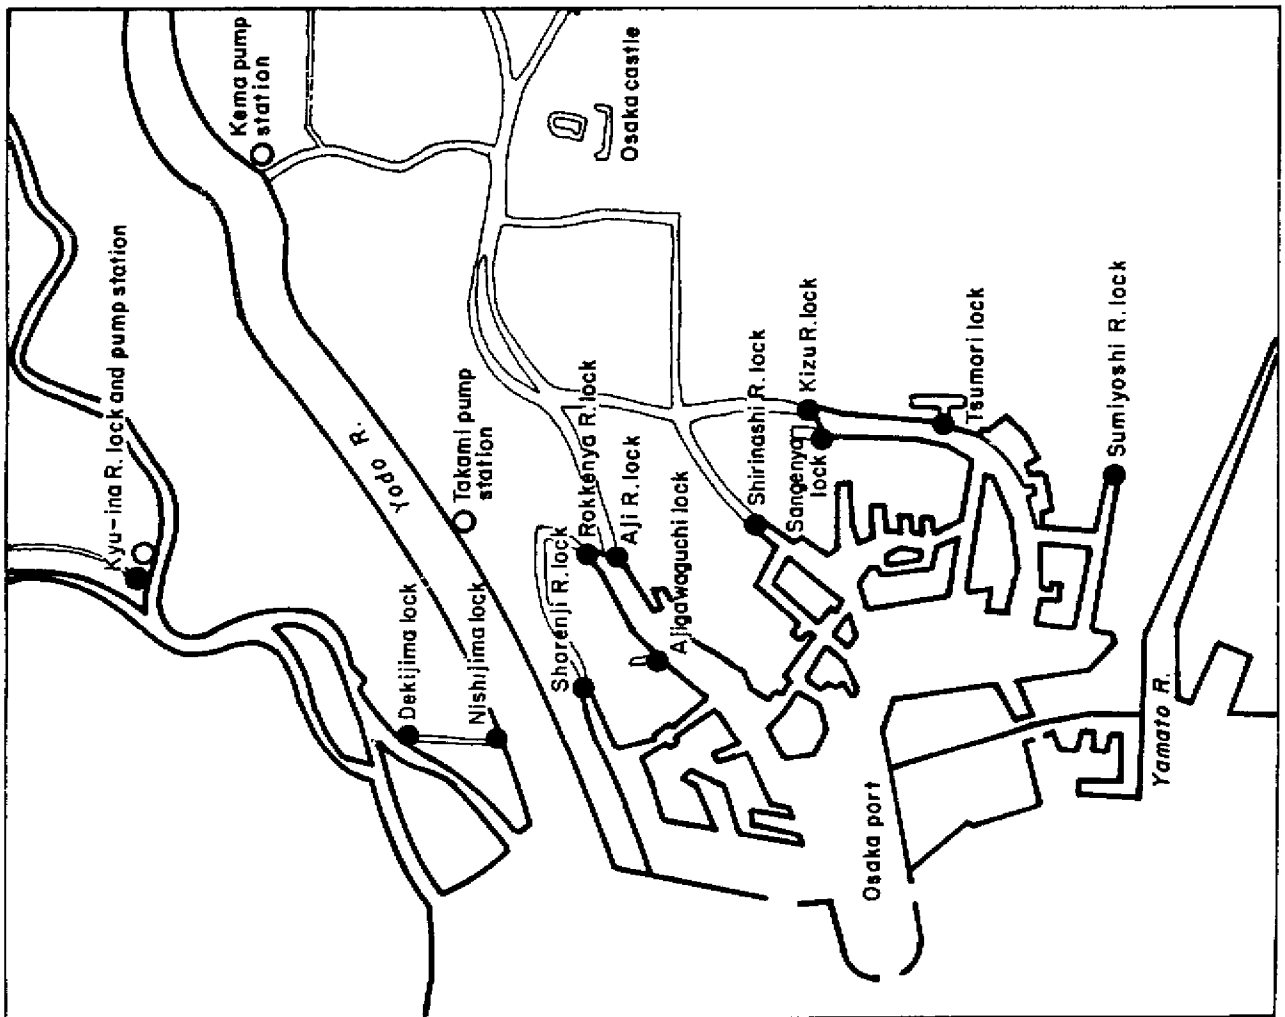 Kyu-ina R. lock and pump station
Kema pump
station
Osaka castle
Yodo R.
Takami pump
station
Dekijima lock
Nishijima lock
Shorenji R. lock
Rokkenya R. lock
Aji R. lock
Ajigawaguchi lock
Shirinashi R. lock
Sangenya
lock
Kizu R. lock
Tsumori lock
Sumiyoshi R. lock
Osaka port
Yamato R.